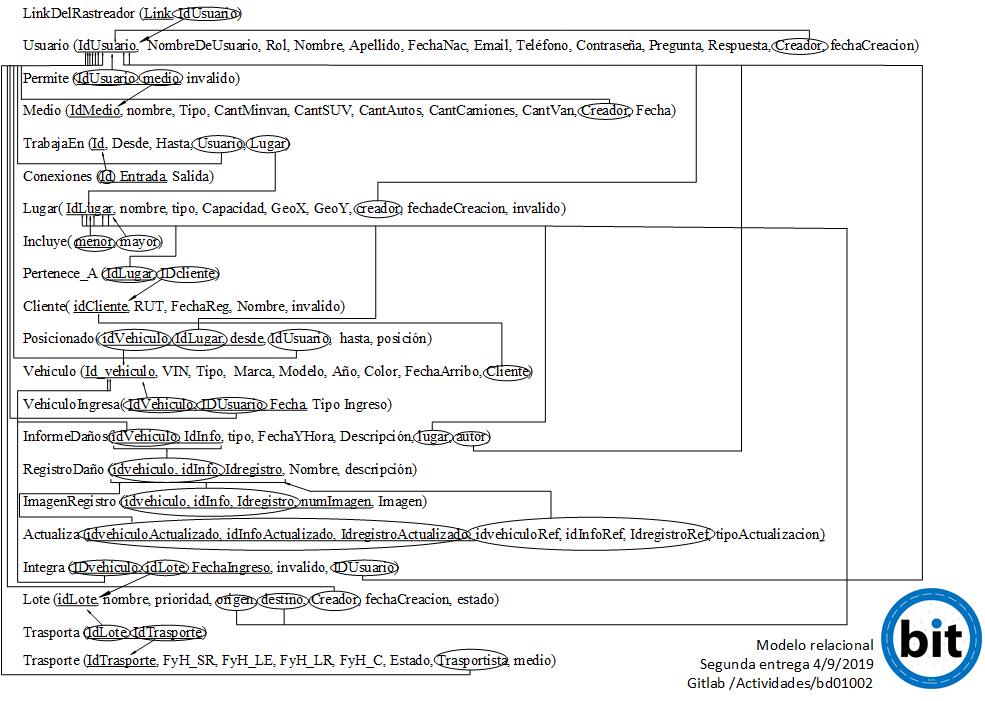 LinkDelRastreador (Link, IdUsuario)
Usuario (IdUsuario, NombreDeUsuario, Rol, Nombre, Apellido, FechaNac, Email, Teléfono, Contraseña, Pregunta, Respuesta, Creador, fechaCreacion)
Permite (IdUsuario, medio, invalido)
Medio (IdMedio, nombre, Tipo, CantMinvan, CantSUV, CantAutos, CantCamiones, CantVan, Creador, Fecha)
TrabajaEn (Id, Desde, Hasta, Usuario, Lugar)
Conexiones (Id, Entrada, Salida)
Lugar( IdLugar, nombre, tipo, Capacidad, GeoX, GeoY, creador, fechadeCreacion, invalido)
Incluye( menor, mayor)
Pertenece_A (IdLugar, IDcliente)
Cliente( idCliente, RUT, FechaReg, Nombre, invalido)
Posicionado( idVehiculo, IdLugar, desde, IdUsuario, hasta, posición)
Vehiculo (Id_vehiculo, VIN, Tipo, Marca, Modelo, Año, Color, FechaArribo, Cliente)
VehiculoIngresa( IdVehiculo, IDUsuario, Fecha, Tipo Ingreso)
InformeDaños(idVehiculo, IdInfo, tipo, FechaYHora, Descripción, lugar, autor)
RegistroDaño (idvehiculo, idInfo, Idregistro, Nombre, descripción)
ImagenRegistro (idvehiculo, idInfo, Idregistro, numImagen, Imagen)
Actualiza(idvehiculoActualizado, idInfoActualizado, IdregistroActualizado, idvehiculoRef, idInfoRef, IdregistroRef, tipoActualizacion)
Integra (IDvehiculo, idLote, FechaIngreso, invalido, IDUsuario)
Lote (idLote, nombre, prioridad, origen, destino, Creador, fechaCreacion, estado)
Trasporta (IdLote, IdTrasporte)
Trasporte (IdTrasporte, FyH_SR, FyH_LE, FyH_LR, FyH_C, Estado, Trasportista, medio)
Modelo relacional
Segunda entrega 4/9/2019
Gitlab /Actividades/bd01002
bit